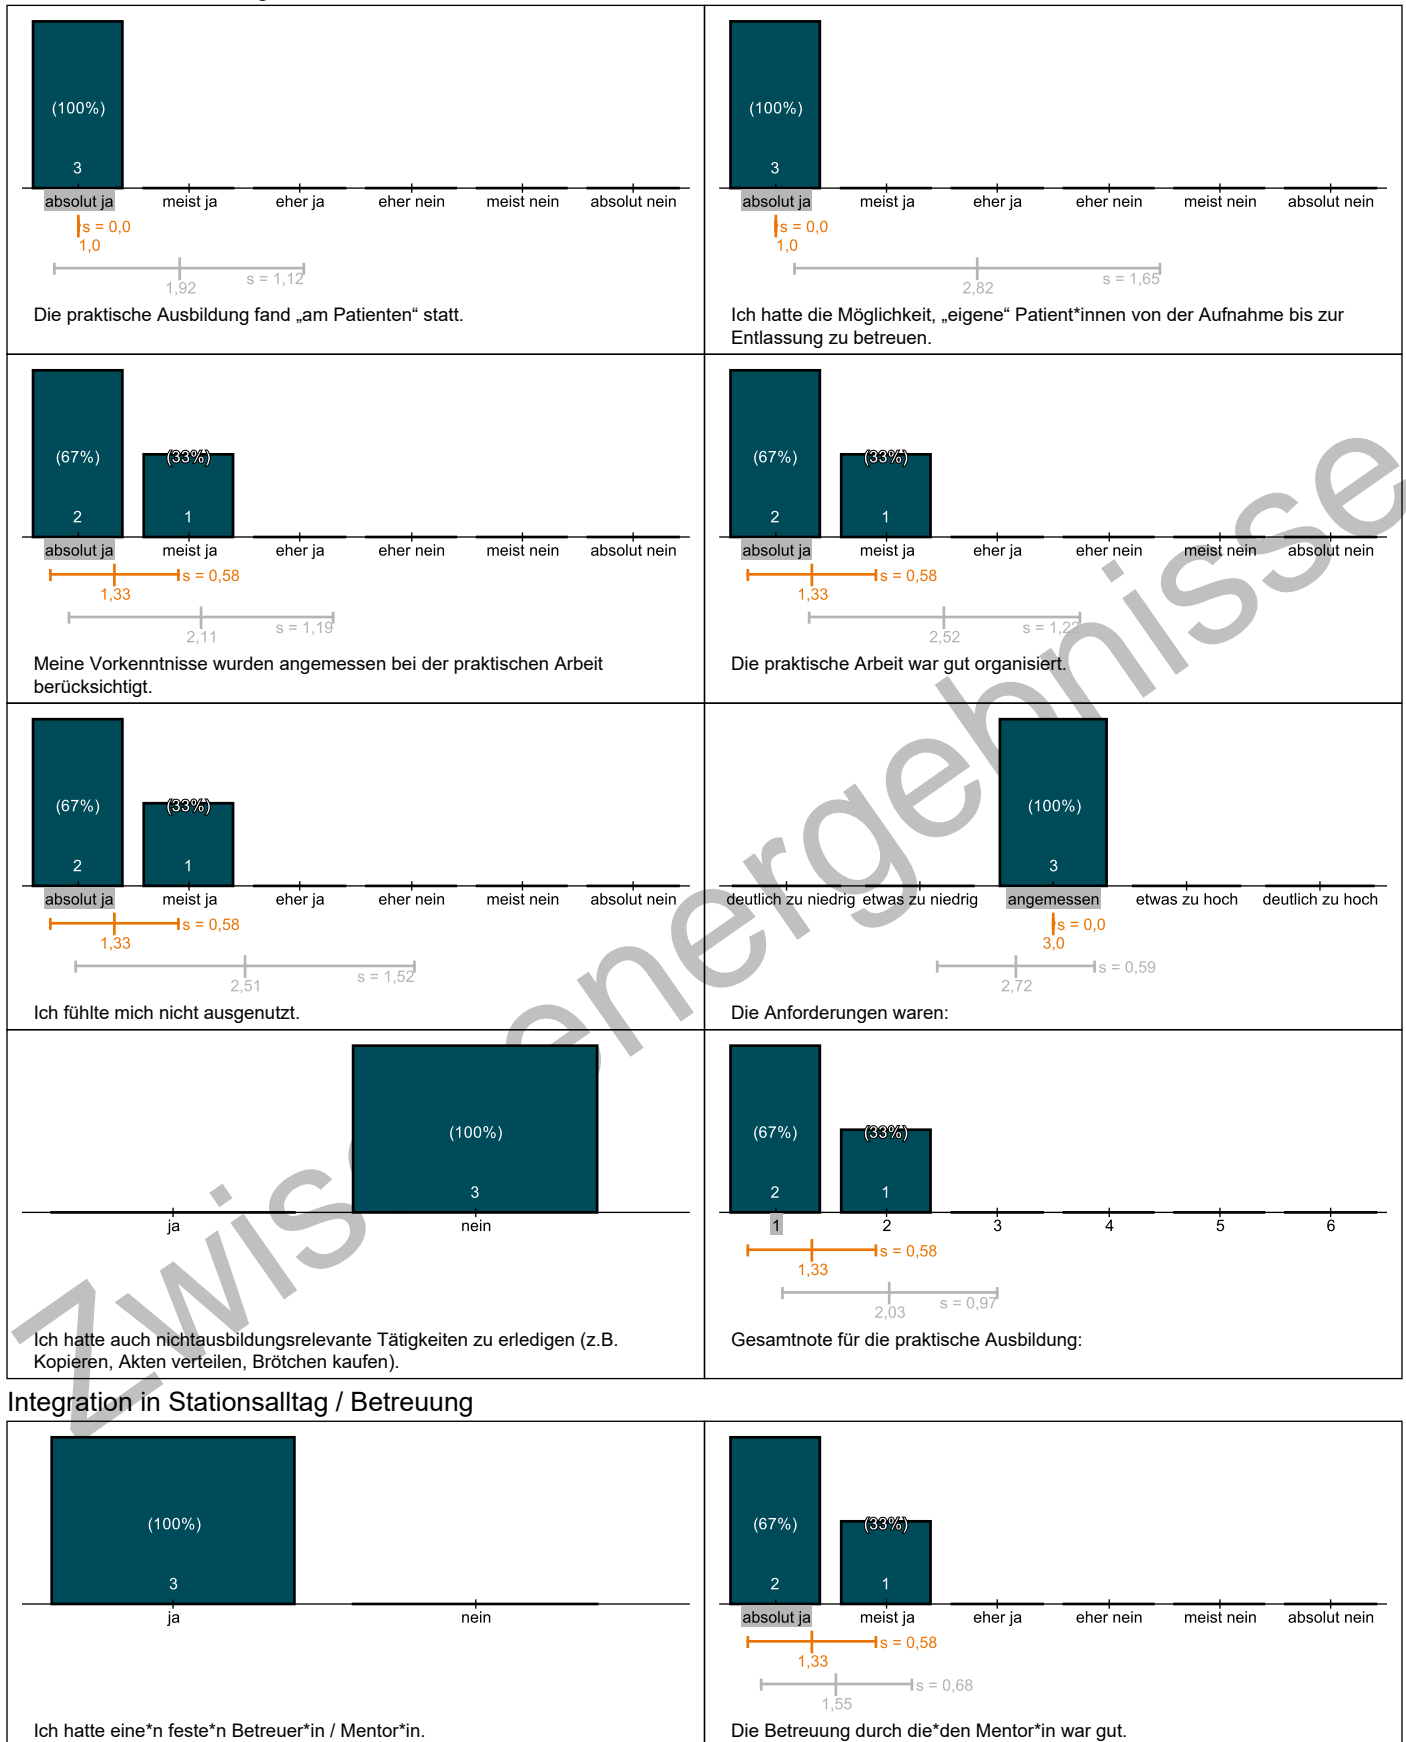 (100%)
3
absolut ja meist ja eher ja eher nein meist nein absolut nein
s = 0,0
1,0
s = 1,12
1,92
Die praktische Ausbildung fand „am Patienten“ statt.
(100%)
3
absolut ja meist ja eher ja eher nein meist nein absolut nein
s = 0,0
1,0
s = 1,65
2,82
Ich hatte die Möglichkeit, „eigene“ Patient*innen von der Aufnahme bis zur
Entlassung zu betreuen.
(67%) (33%)
2 1
absolut ja meist ja eher ja eher nein meist nein absolut nein
s = 0,58
1,33
s = 1,19
2,11
Meine Vorkenntnisse wurden angemessen bei der praktischen Arbeit
berücksichtigt.
(67%) (33%)
2 1
absolut ja meist ja eher ja eher nein meist nein absolut nein
s = 0,58
1,33
s = 1,22
2,52
Die praktische Arbeit war gut organisiert.
(67%) (33%)
2 1
absolut ja meist ja eher ja eher nein meist nein absolut nein
s = 0,58
1,33
s = 1,52
2,51
Ich fühlte mich nicht ausgenutzt.
(100%)
3
deutlich zu niedrig etwas zu niedrig angemessen etwas zu hoch deutlich zu hoch
s = 0,0
3,0
s = 0,59
2,72
Die Anforderungen waren:
(100%)
3
ja nein
Ich hatte auch nichtausbildungsrelevante Tätigkeiten zu erledigen (z.B.
Kopieren, Akten verteilen, Brötchen kaufen).
(67%) (33%)
2 1
1 2 3 4 5 6
s = 0,58
1,33
s = 0,97
2,03
Gesamtnote für die praktische Ausbildung:
Integration in Stationsalltag / Betreuung
(100%)
3
ja nein
Ich hatte eine*n feste*n Betreuer*in / Mentor*in.
(67%) (33%)
2 1
absolut ja meist ja eher ja eher nein meist nein absolut nein
s = 0,58
1,33
s = 0,68
1,55
Die Betreuung durch die*den Mentor*in war gut.